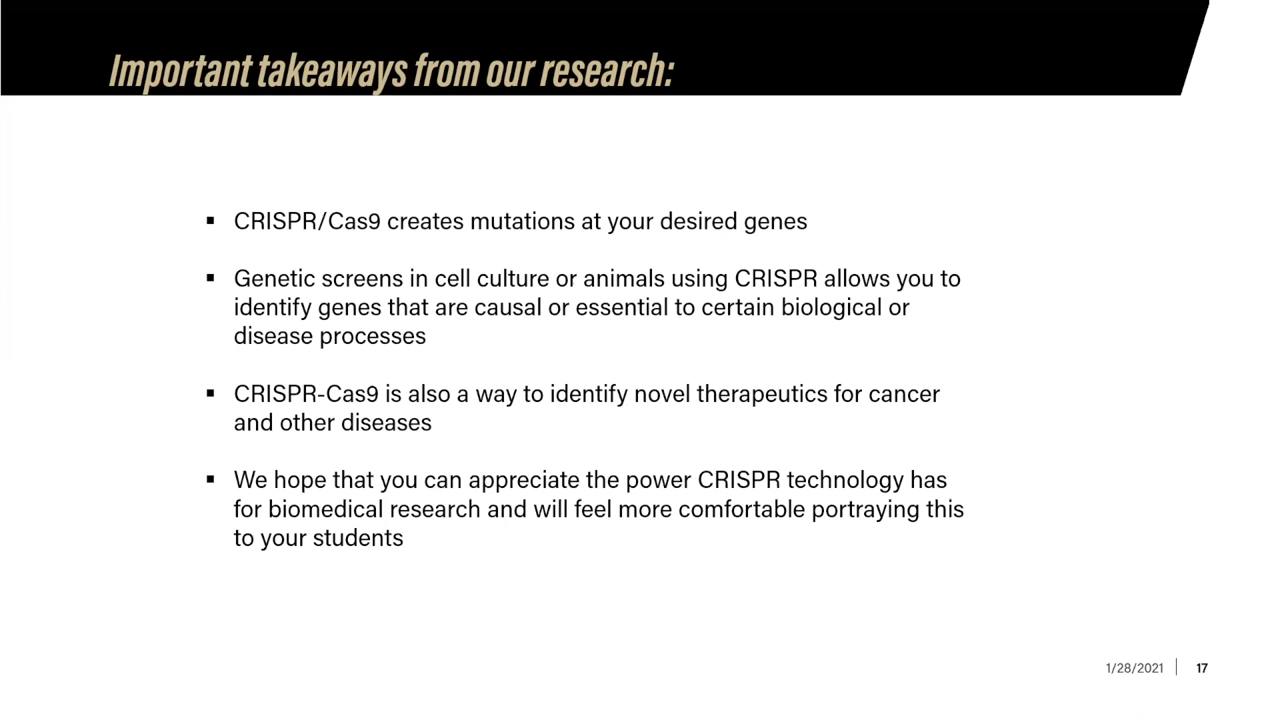 Important takeaways from our research:
▪ CRISPR/Cas9 creates mutations at your desired genes
▪ Genetic screens in cell culture or animals using CRISPR allows you to
identify genes that are causal or essential to certain biological or
disease processes
▪ CRISPR-Cas9 is also a way to identify novel therapeutics for cancer
and other diseases
▪ We hope that you can appreciate the power CRISPR technology has
for biomedical research and will feel more comfortable portraying this
to your students
1/28/2021 | 17